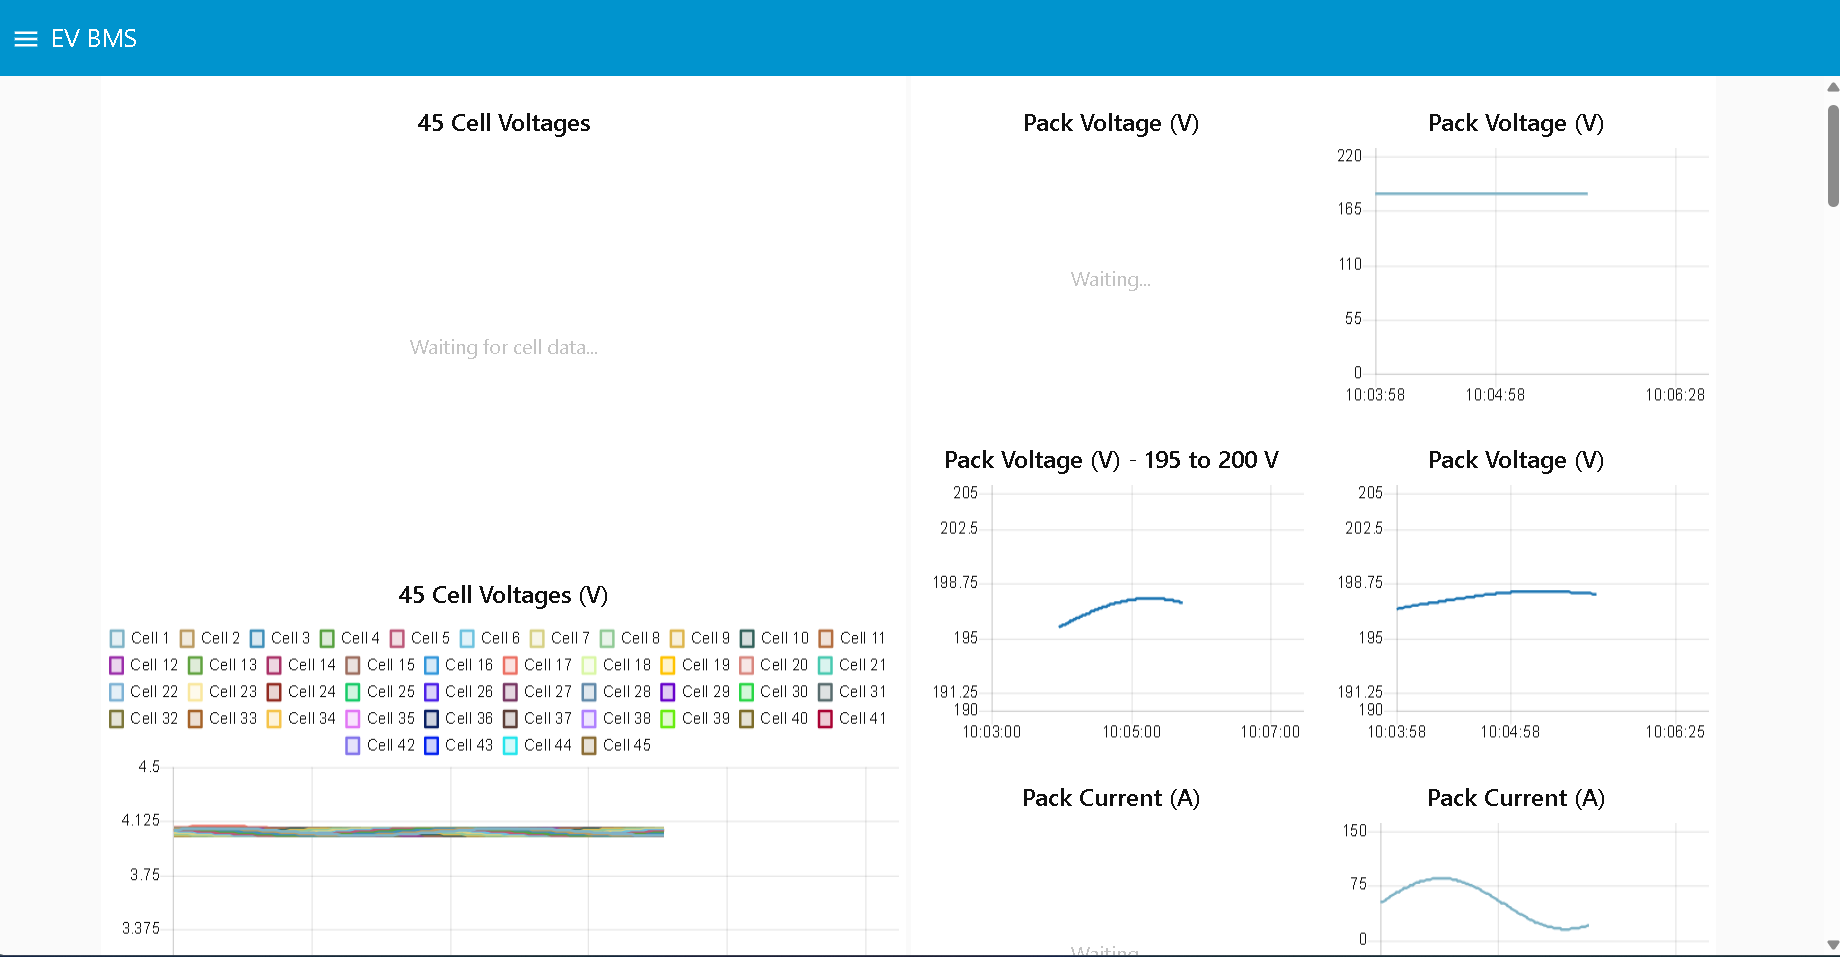 EV BMS
45 Cell Voltages
Waiting for cell data...
45 Cell Voltages (V)
Cell 1 Cell 2 Cell 3 Cell 4 Cell 5 Cell 6 Cell 7 Cell 8 Cell 9 Cell 10 Cell 11
Cell 12 Cell 13 Cell 14 Cell 15 Cell 16 Cell 17 Cell 18 Cell 19 Cell 20 Cell 21
Cell 22 Cell 23 Cell 24 Cell 25 Cell 26 Cell 27 Cell 28 Cell 29 Cell 30 Cell 31
Cell 32 Cell 33 Cell 34 Cell 35 Cell 36 Cell 37 Cell 38 Cell 39 Cell 40 Cell 41
Cell 42 Cell 43 Cell 44 Cell 45
4.5
4.125
3.75
3.375
Pack Voltage (V)
Waiting...
Pack Voltage (V)
220
165
110
55
0
10:03:58 10:04:58 10:06:28
Pack Voltage (V) - 195 to 200 V
205
202.5
198.75
195
191.25
190
10:03:00 10:05:00 10:07:00
Pack Voltage (V)
205
202.5
198.75
195
191.25
190
10:03:58 10:04:58 10:06:25
Pack Current (A)
Waiting
Pack Current (A)
150
75
0